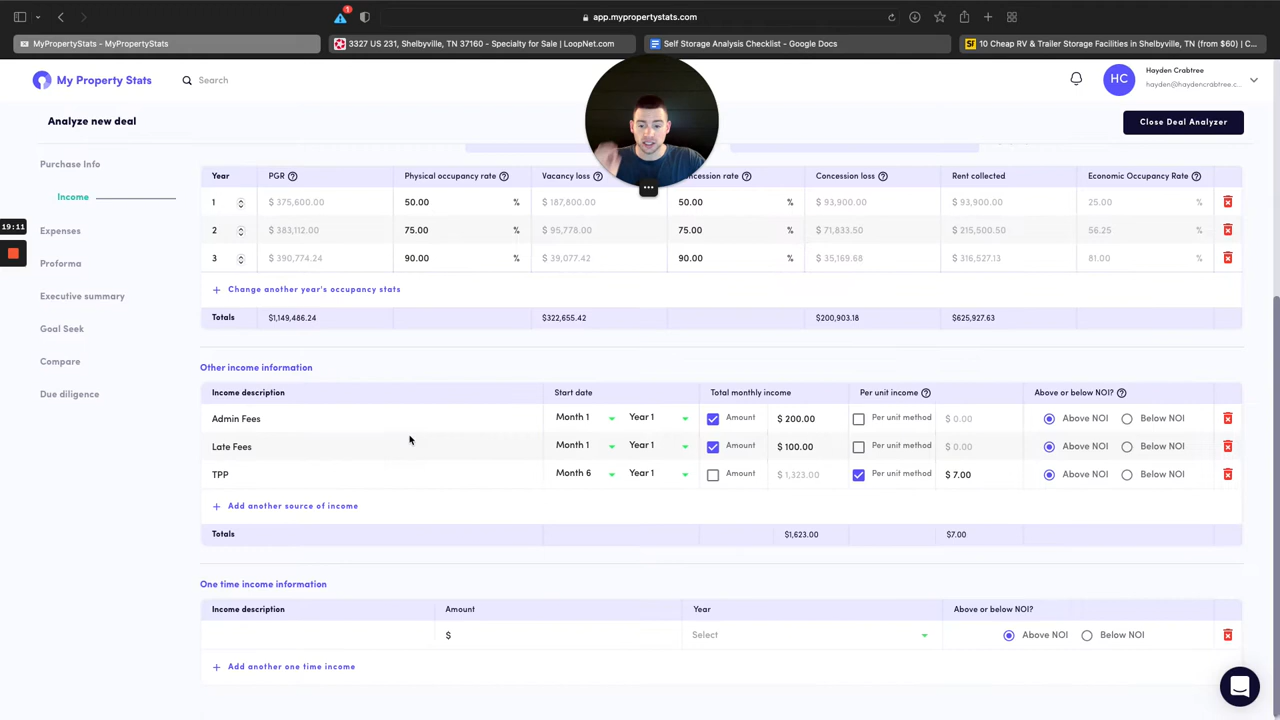 app.mypropertystats.com
MyPropertyStats - MyPropertyStats
3327 US 231, Shelbyville, TN 37160 - Specialty for Sale | LoopNet.com
Self Storage Analysis Checklist - Google Docs
10 Cheap RV & Trailer Storage Facilities in Shelbyville, TN (from $60) | C...
My Property Stats
Search
HC
Hayden Crabtree
hayden@haydencrabtree.c...
Analyze new deal
Close Deal Analyzer
Purchase Info
Income
Expenses
Proforma
Executive summary
Goal Seek
Compare
Due diligence
19:11
Year PGR Physical occupancy rate Vacancy loss ncession rate Concession loss Rent collected Economic Occupancy Rate
1 $ 375,600.00 50.00 % $ 187,800.00 50.00 % $ 93,900.00 $ 93,900.00 25.00 %
2 $ 383,112.00 75.00 % $ 95,778.00 75.00 % $ 71,833.50 $ 215,500.50 56.25 %
3 $ 390,774.24 90.00 % $ 39,077.42 90.00 % $ 35,169.68 $ 316,527.13 81.00 %
+ Change another year's occupancy stats
Totals $1,149,486.24 $322,655.42 $200,903.18 $625,927.63
Other income information
Income description Start date Total monthly income Per unit income Above or below NOI?
Admin Fees Month 1 Year 1 Amount $ 200.00 Per unit method $ 0.00 Above NOI Below NOI
Late Fees Month 1 Year 1 Amount $ 100.00 Per unit method $ 0.00 Above NOI Below NOI
TPP Month 6 Year 1 Amount $ 1,323.00 Per unit method $ 7.00 Above NOI Below NOI
+ Add another source of income
Totals $1,623.00 $7.00
One time income information
Income description Amount Year Above or below NOI?
$ Select Above NOI Below NOI
+ Add another one time income